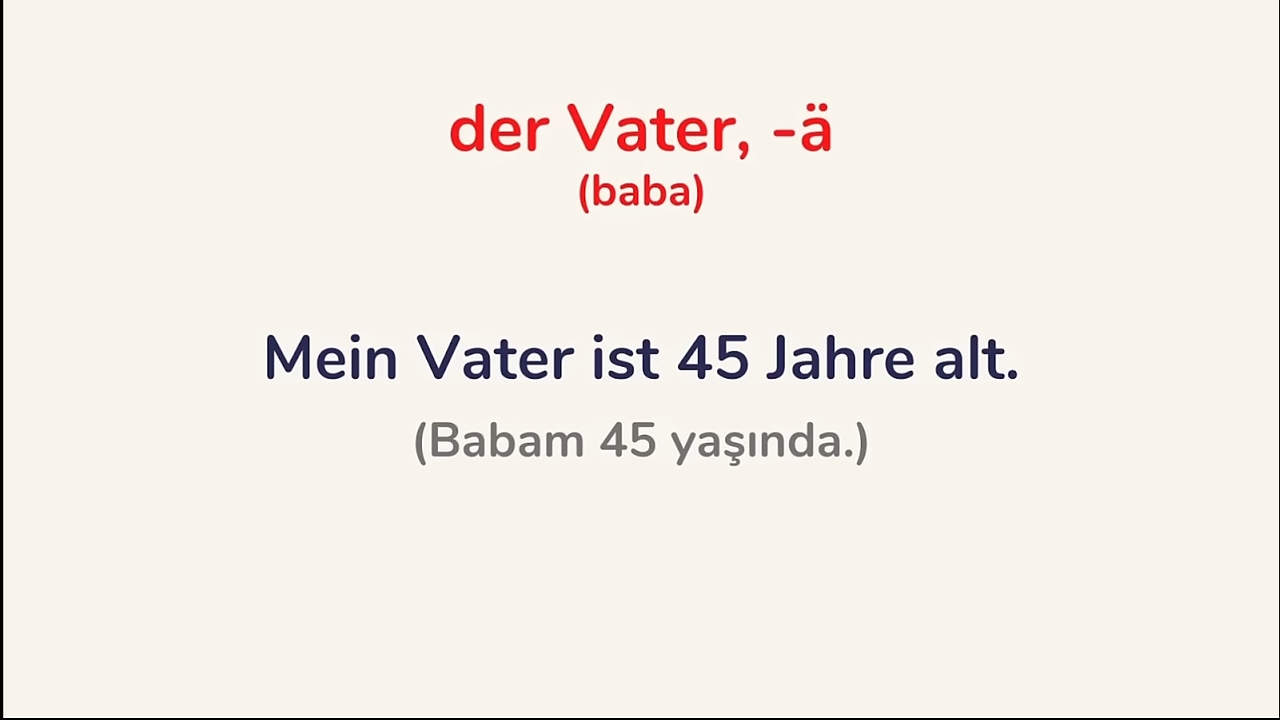 der Vater, -ä
(baba)
Mein Vater ist 45 Jahre alt.
(Babam 45 yaşında.)